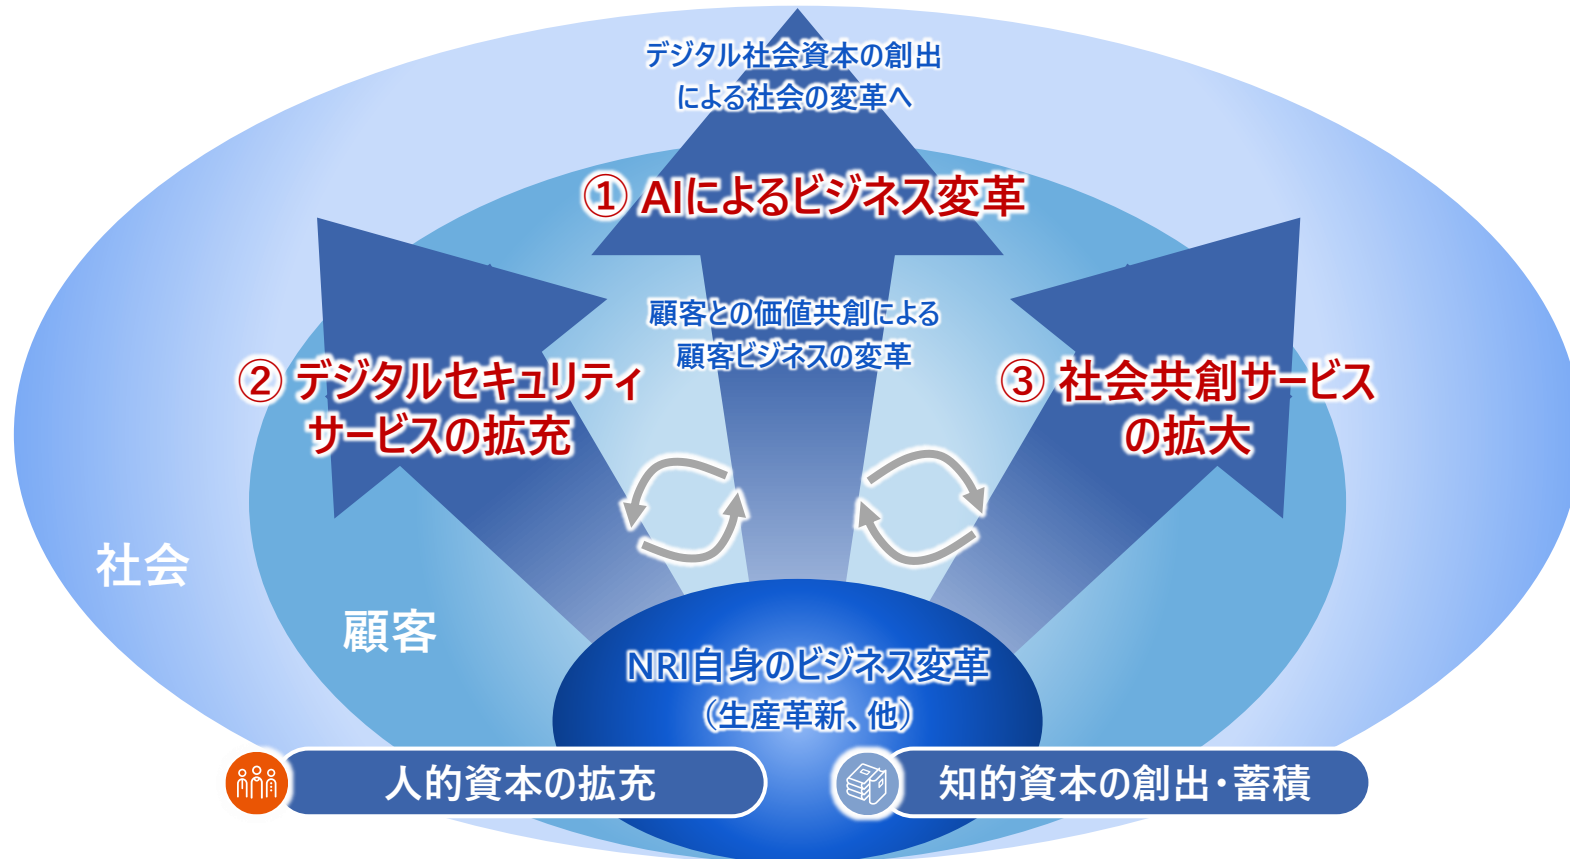 デジタル社会資本の創出
による社会の変革へ
① AIによるビジネス変革
顧客との価値共創による
顧客ビジネスの変革
② デジタルセキュリティ
サービスの拡充
③ 社会共創サービス
の拡大
社会
顧客
NRI自身のビジネス変革
（生産革新、他）
人的資本の拡充
知的資本の創出・蓄積